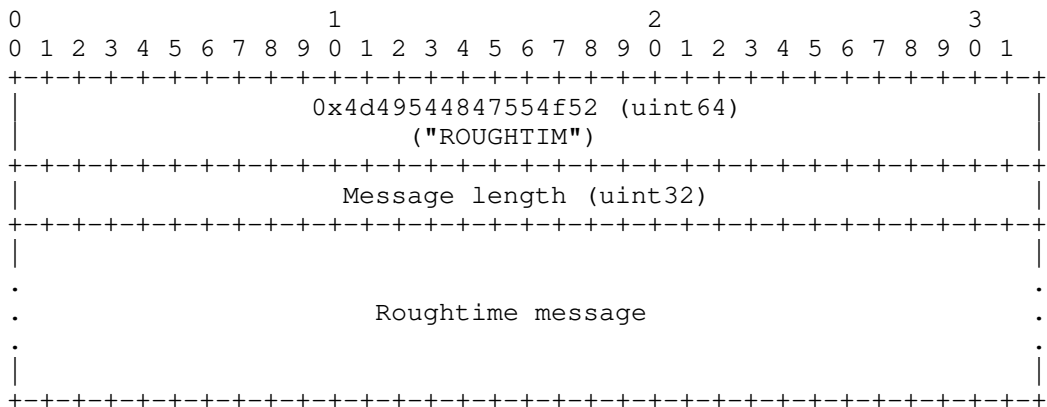 0                   1                   2                   3
0 1 2 3 4 5 6 7 8 9 0 1 2 3 4 5 6 7 8 9 0 1 2 3 4 5 6 7 8 9 0 1
+-+-+-+-+-+-+-+-+-+-+-+-+-+-+-+-+-+-+-+-+-+-+-+-+-+-+-+-+-+-+-+-+
|                  0x4d49544847554f52 (uint64)                  |
|                        ("ROUGHTIM")                           |
+-+-+-+-+-+-+-+-+-+-+-+-+-+-+-+-+-+-+-+-+-+-+-+-+-+-+-+-+-+-+-+-+
|                    Message length (uint32)                    |
+-+-+-+-+-+-+-+-+-+-+-+-+-+-+-+-+-+-+-+-+-+-+-+-+-+-+-+-+-+-+-+-+
|                                                               |
.                                                               .
.                      Roughtime message                        .
.                                                               .
|                                                               |
+-+-+-+-+-+-+-+-+-+-+-+-+-+-+-+-+-+-+-+-+-+-+-+-+-+-+-+-+-+-+-+-+